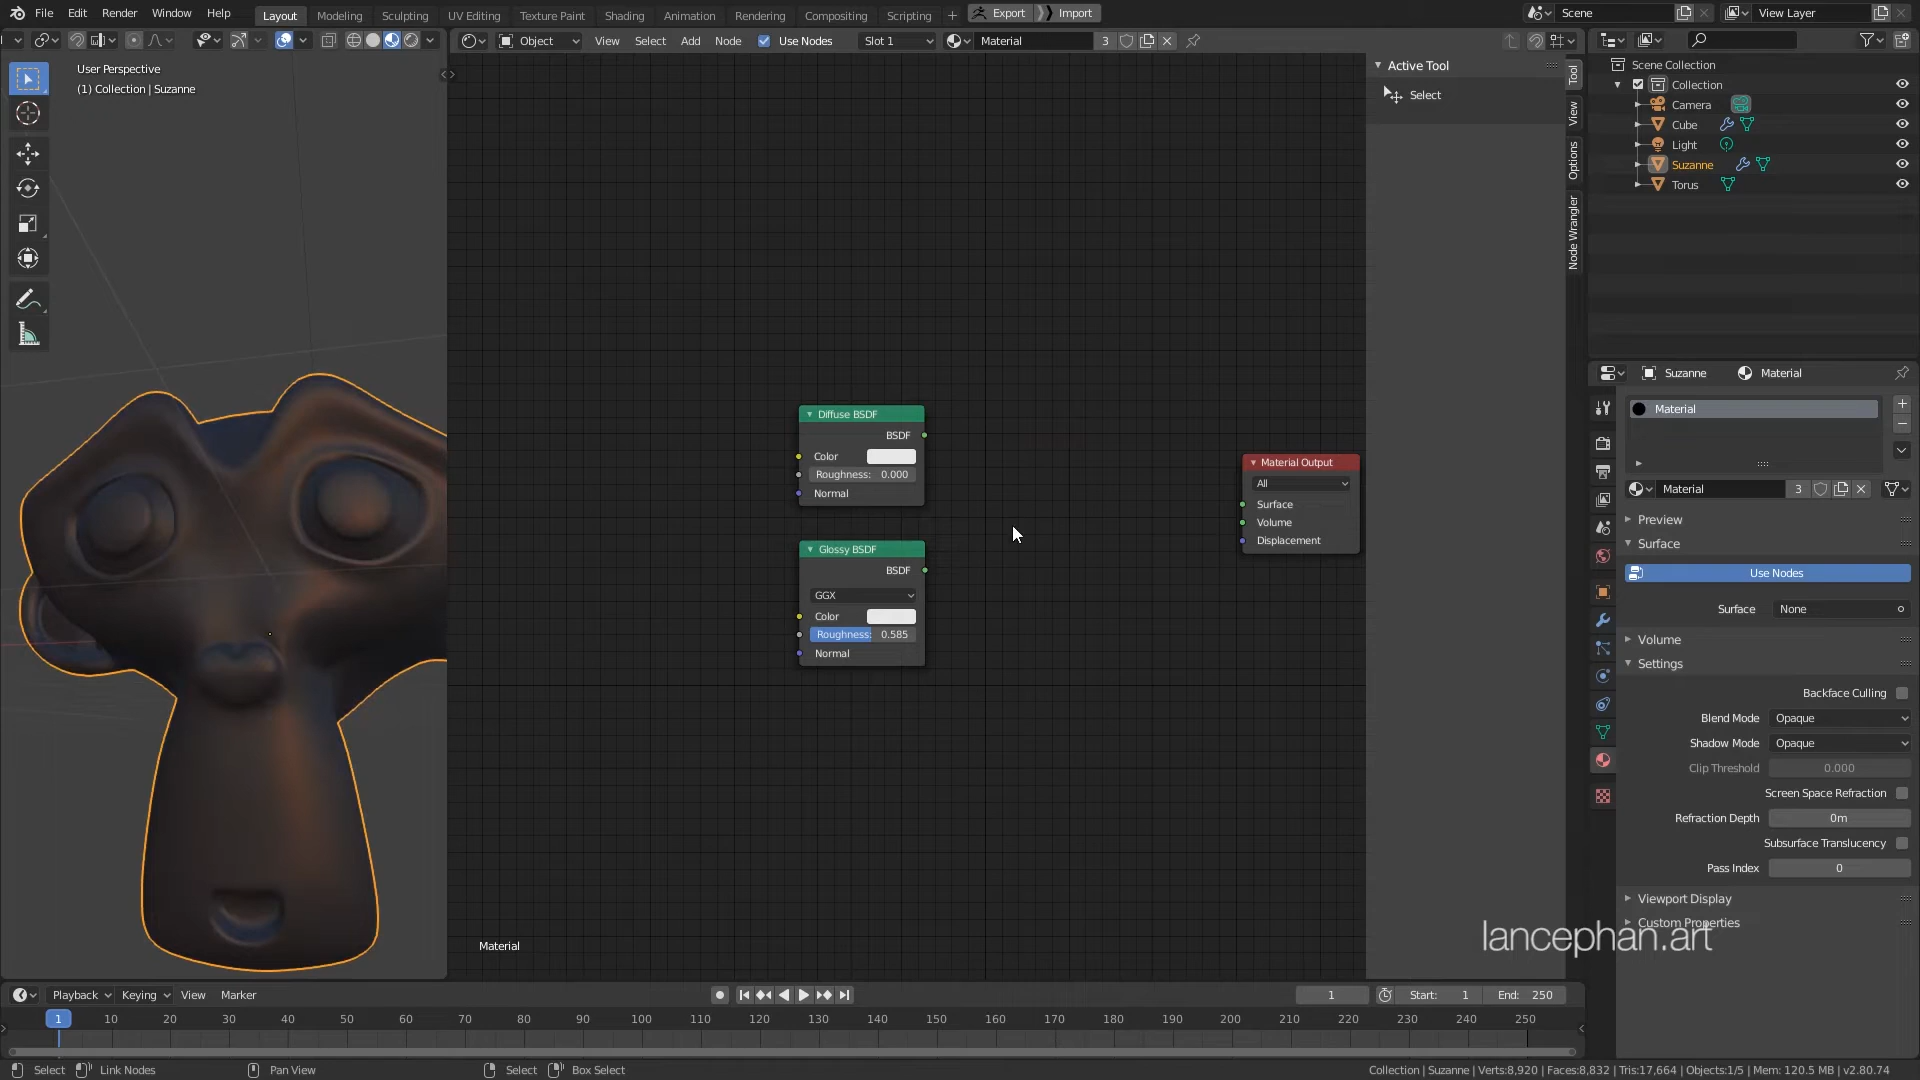 File Edit Render Window Help Layout Modeling Sculpting UV Editing Texture Paint Shading Animation Rendering Compositing Scripting + Export Import Scene View Layer
Object View Select Add Node Use Nodes Slot 1 Material 3
User Perspective
(1) Collection | Suzanne
Active Tool
Select
Tool
View
Options
Node Wrangler
Scene Collection
Collection
Camera
Cube
Light
Suzanne
Torus
Diffuse BSDF
BSDF
Color
Roughness: 0.000
Normal
Glossy BSDF
BSDF
GGX
Color
Roughness: 0.585
Normal
Material Output
All
Surface
Volume
Displacement
Material
Suzanne Material
Material
Material 3
Preview
Surface
Use Nodes
Surface None
Volume
Settings
Backface Culling
Blend Mode Opaque
Shadow Mode Opaque
Clip Threshold 0.000
Screen Space Refraction
Refraction Depth 0m
Subsurface Translucency
Pass Index 0
Viewport Display
Custom Properties
lancephan.art
Playback Keying View Marker 1 Start: 1 End: 250
1 10 20 30 40 50 60 70 80 90 100 110 120 130 140 150 160 170 180 190 200 210 220 230 240 250
Select Link Nodes Pan View Select Box Select Collection | Suzanne | Verts:8,920 | Faces:8,832 | Tris:17,664 | Objects:1/5 | Mem: 120.5 MB | v2.80.74